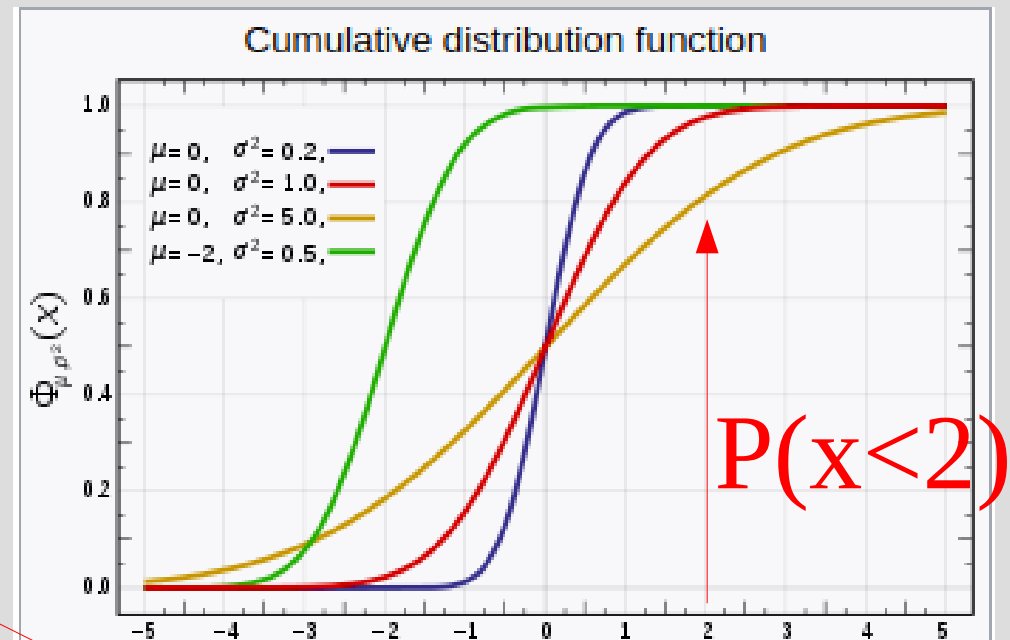 Cumulative distribution function
1.0
0.8
0.6
0.4
0.2
0.0
μ= 0, σ²= 0.2,
μ= 0, σ²= 1.0,
μ= 0, σ²= 5.0,
μ= −2, σ²= 0.5,
Φμ,σ²(x)
P(x<2)
−5 −4 −3 −2 −1 0 1 2 3 4 5